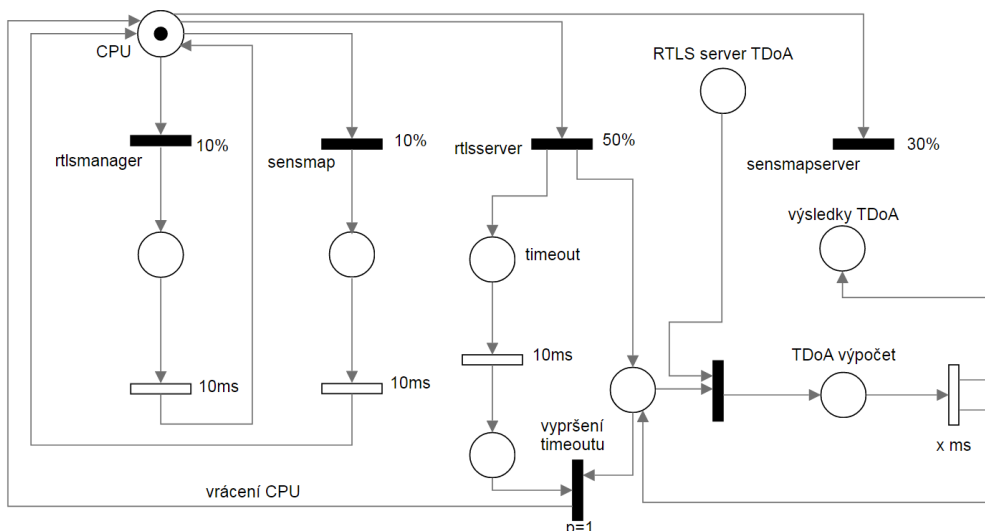 CPU
RTLS server TDoA
rtlsmanager
10%
sensmap
10%
rtlsserver
50%
sensmapserver
30%
výsledky TDoA
timeout
10ms
10ms
10ms
TDoA výpočet
x ms
vypršení
timeoutu
vrácení CPU
p=1